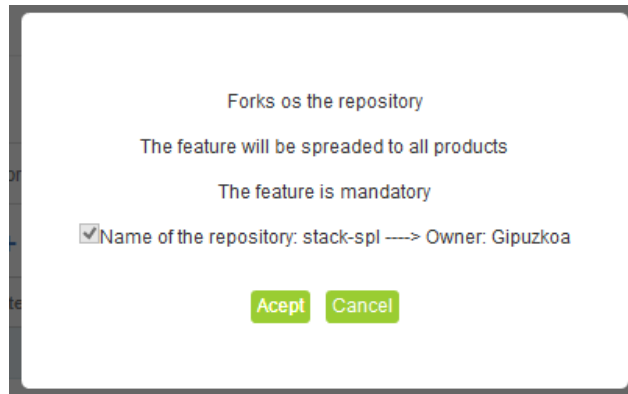 Forks os the repository
The feature will be spreaded to all products
The feature is mandatory
Name of the repository: stack-spl ----> Owner: Gipuzkoa
Acept Cancel